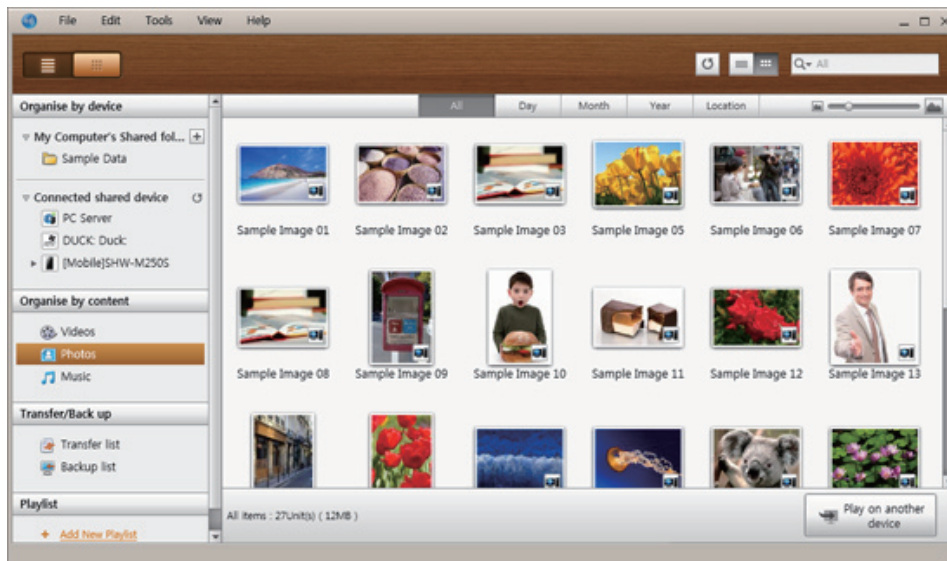 File Edit Tools View Help
All
Organise by device
All Day Month Year Location
My Computer's Shared fol...
Sample Data
Connected shared device
PC Server
DUCK: Duck:
[Mobile]SHW-M250S
Organise by content
Videos
Photos
Music
Transfer/Back up
Transfer list
Backup list
Playlist
Add New Playlist
Sample Image 01 Sample Image 02 Sample Image 03 Sample Image 05 Sample Image 06 Sample Image 07
Sample Image 08 Sample Image 09 Sample Image 10 Sample Image 11 Sample Image 12 Sample Image 13
All items : 27Unit(s) ( 12MB )
Play on another
device